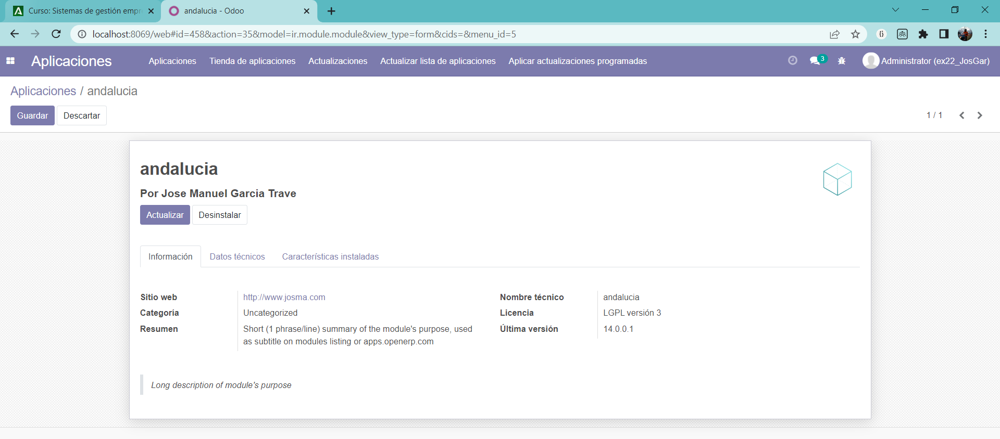 Curso: Sistemas de gestión empr
andalucia - Odoo
localhost:8069/web#id=458&action=35&model=ir.module.module&view_type=form&cids=&menu_id=5
Aplicaciones
Aplicaciones
Tienda de aplicaciones
Actualizaciones
Actualizar lista de aplicaciones
Aplicar actualizaciones programadas
3
Administrator (ex22_JosGar)
Aplicaciones / andalucia
Guardar
Descartar
1 / 1
andalucia
Por Jose Manuel Garcia Trave
Actualizar
Desinstalar
Información
Datos técnicos
Características instaladas
Sitio web
http://www.josma.com
Categoría
Uncategorized
Resumen
Short (1 phrase/line) summary of the module's purpose, used
as subtitle on modules listing or apps.openerp.com
Nombre técnico
andalucia
Licencia
LGPL versión 3
Última versión
14.0.0.1
Long description of module's purpose